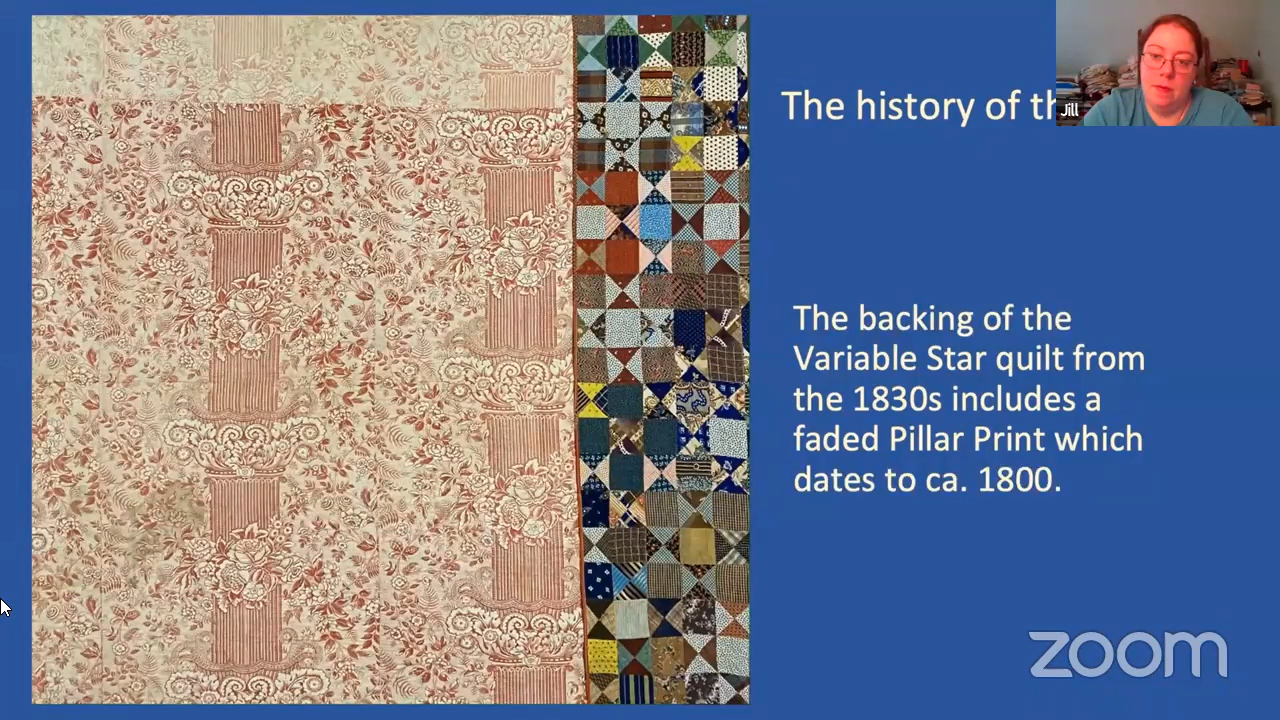 The history of th
Jill
The backing of the
Variable Star quilt from
the 1830s includes a
faded Pillar Print which
dates to ca. 1800.
zoom